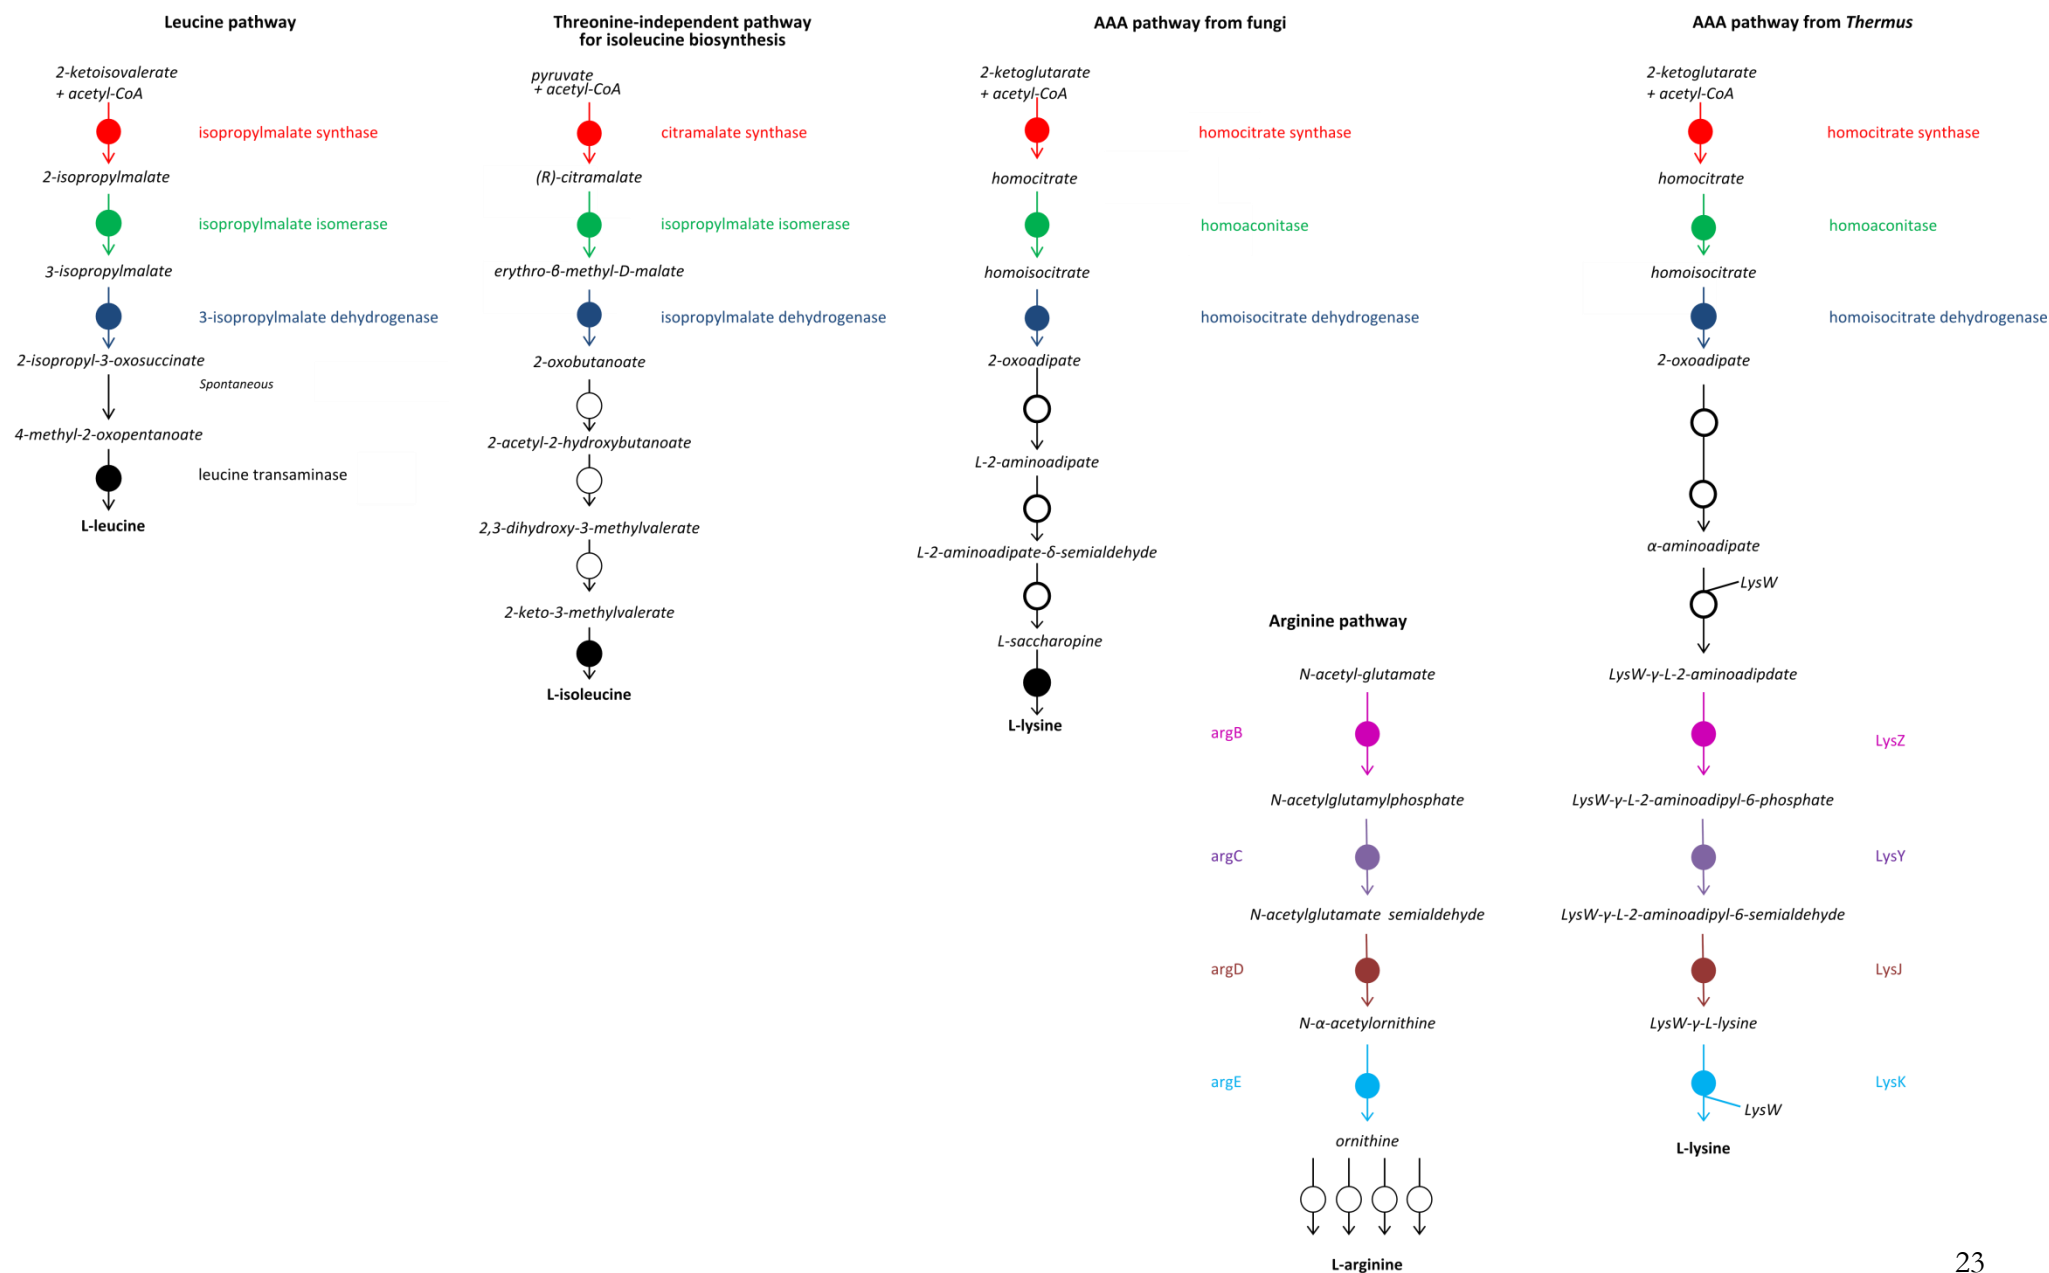 Leucine pathway
2-ketoisovalerate
+ acetyl-CoA
isopropylmalate synthase
2-isopropylmalate
isopropylmalate isomerase
3-isopropylmalate
3-isopropylmalate dehydrogenase
2-isopropyl-3-oxosuccinate
Spontaneous
4-methyl-2-oxopentanoate
leucine transaminase
L-leucine
Threonine-independent pathway
for isoleucine biosynthesis
pyruvate
+ acetyl-CoA
citramalate synthase
(R)-citramalate
isopropylmalate isomerase
erythro-β-methyl-D-malate
isopropylmalate dehydrogenase
2-oxobutanoate
2-acetyl-2-hydroxybutanoate
2,3-dihydroxy-3-methylvalerate
2-keto-3-methylvalerate
L-isoleucine
AAA pathway from fungi
2-ketoglutarate
+ acetyl-CoA
homocitrate synthase
homocitrate
homoaconitase
homoisocitrate
homoisocitrate dehydrogenase
2-oxoadipate
L-2-aminoadipate
L-2-aminoadipate-δ-semialdehyde
L-saccharopine
L-lysine
Arginine pathway
N-acetyl-glutamate
argB
N-acetylglutamylphosphate
argC
N-acetylglutamate semialdehyde
argD
N-α-acetylornithine
argE
ornithine
L-arginine
AAA pathway from Thermus
2-ketoglutarate
+ acetyl-CoA
homocitrate synthase
homocitrate
homoaconitase
homoisocitrate
homoisocitrate dehydrogenase
2-oxoadipate
α-aminoadipate
LysW
LysW-γ-L-2-aminoadipdate
LysZ
LysW-γ-L-2-aminoadipyl-6-phosphate
LysY
LysW-γ-L-2-aminoadipyl-6-semialdehyde
LysJ
LysW-γ-L-lysine
LysK
LysW
L-lysine
23